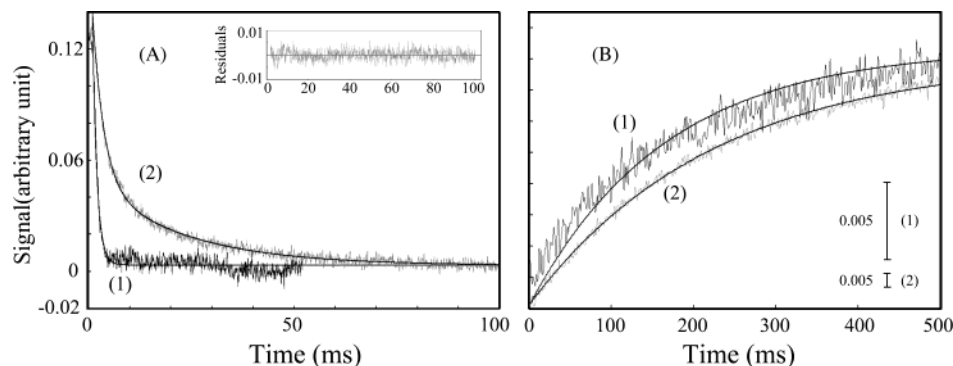 0.12
0.06
0
-0.02
Signal(arbitrary unit)
(A)
(2)
(1)
0.01
-0.01
Residuals
0 20 40 60 80 100
0 50 100
Time (ms)
(B)
(1)
(2)
0.005 (1)
0.005 (2)
0 100 200 300 400 500
Time (ms)